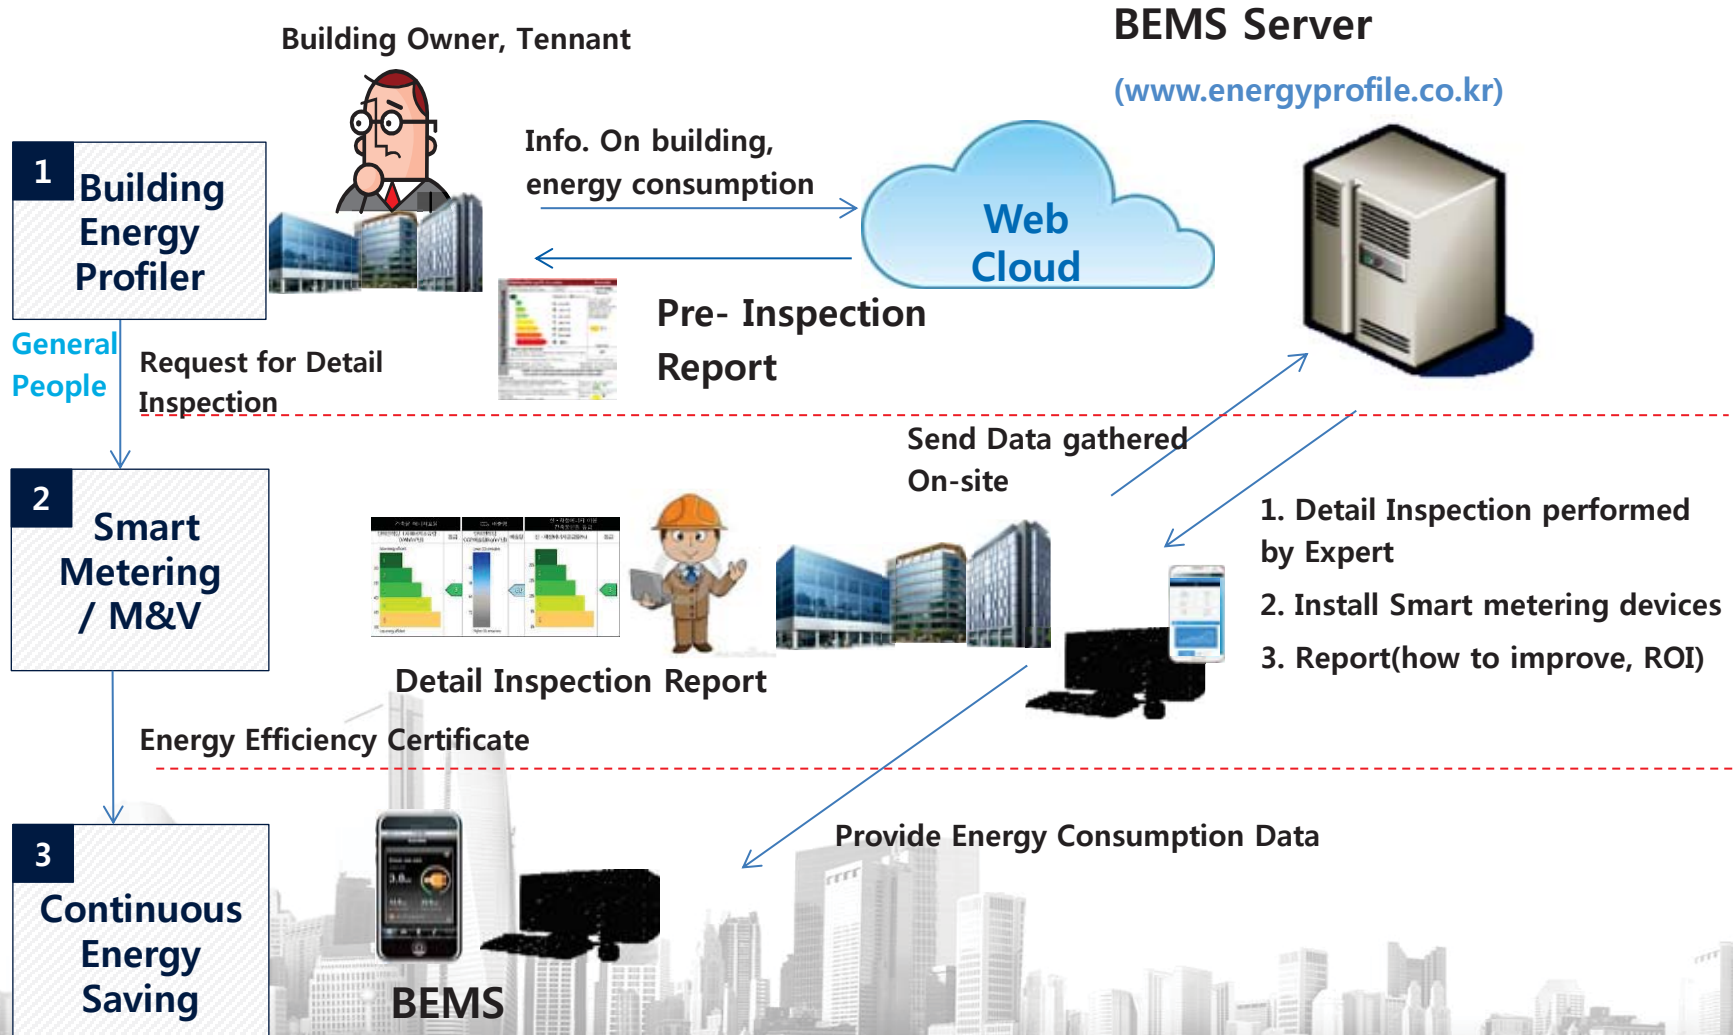 Building Owner, Tennant
BEMS Server
(www.energyprofile.co.kr)
1
Building
Energy
Profiler
Info. On building,
energy consumption
Web
Cloud
Pre- Inspection
Report
General
People
Request for Detail
Inspection
Send Data gathered
On-site
2
Smart
Metering
/ M&V
1. Detail Inspection performed
by Expert
2. Install Smart metering devices
3. Report(how to improve, ROI)
Detail Inspection Report
Energy Efficiency Certificate
3
Continuous
Energy
Saving
Provide Energy Consumption Data
BEMS